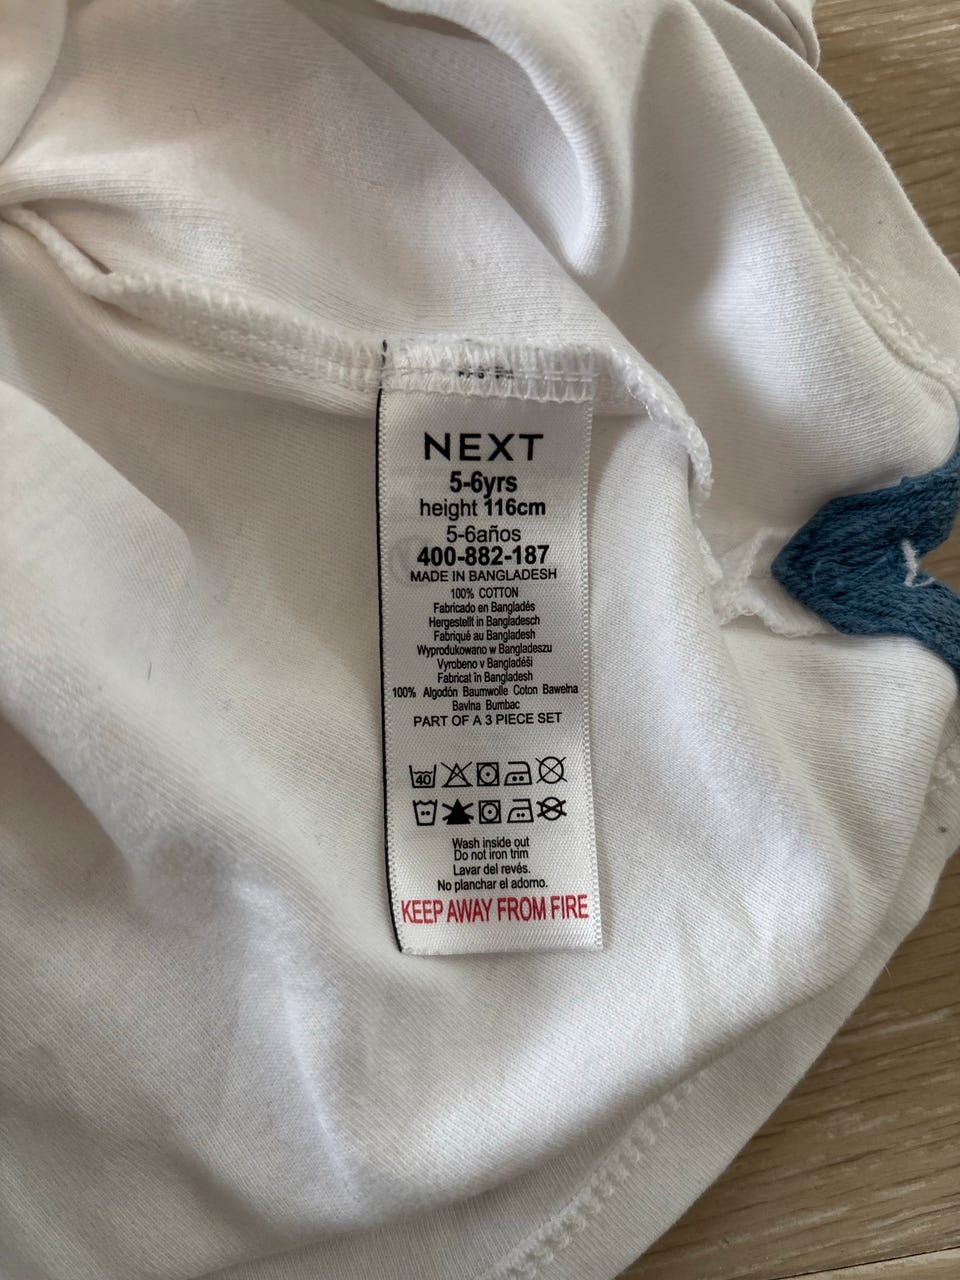 NEXT
5-6yrs
height 116cm
5-6años
400-882-187
MADE IN BANGLADESH
100% COTTON
Fabricado en Bangladés
Hergestellt in Bangladesch
Fabriqué au Bangladesh
Wyprodukowano w Bangladeszu
Vyrobeno v Bangladéši
Fabricat în Bangladesh
100% Algodón Baumwolle Coton Bawełna
Bavlna Bumbac
PART OF A 3 PIECE SET
40
Wash inside out
Do not iron trim
Lavar del revés.
No planchar el adorno.
KEEP AWAY FROM FIRE